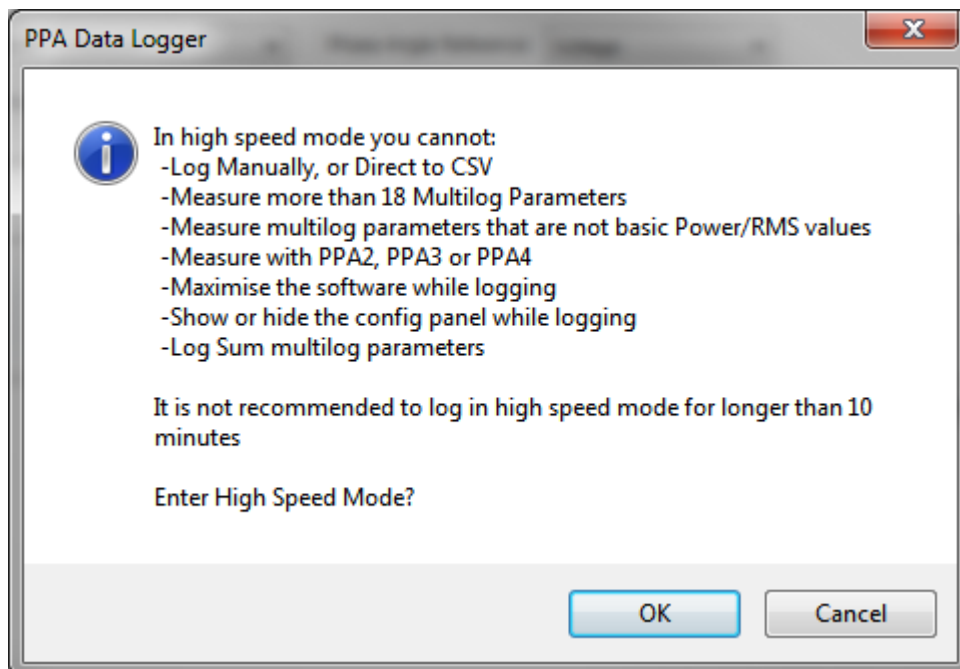 PPA Data Logger
Phase Angle Reference
In high speed mode you cannot:
-Log Manually, or Direct to CSV
-Measure more than 18 Multilog Parameters
-Measure multilog parameters that are not basic Power/RMS values
-Measure with PPA2, PPA3 or PPA4
-Maximise the software while logging
-Show or hide the config panel while logging
-Log Sum multilog parameters
It is not recommended to log in high speed mode for longer than 10
minutes
Enter High Speed Mode?
OK
Cancel